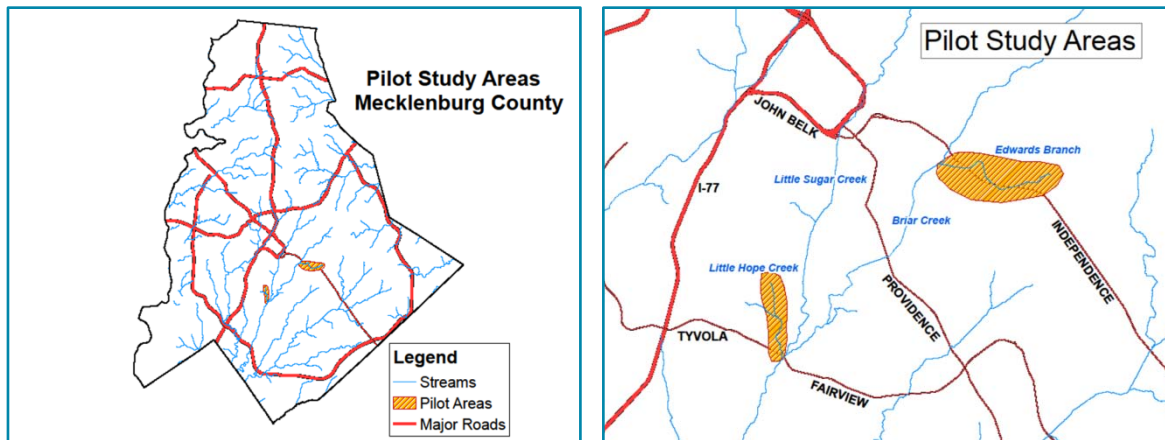 Pilot Study Areas
Mecklenburg County
Legend
Streams
Pilot Areas
Major Roads
Pilot Study Areas
JOHN BELK
Edwards Branch
I-77
Little Sugar Creek
Briar Creek
INDEPENDENCE
Little Hope Creek
PROVIDENCE
TYVOLA
FAIRVIEW